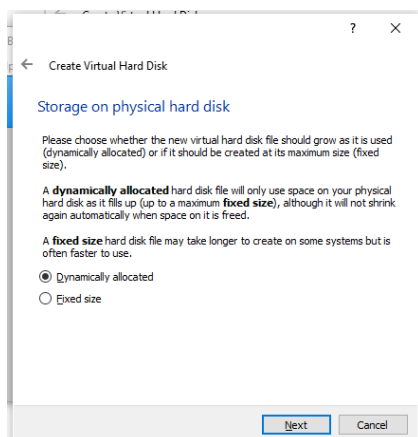 ? ×
← Create Virtual Hard Disk
Storage on physical hard disk
Please choose whether the new virtual hard disk file should grow as it is used
(dynamically allocated) or if it should be created at its maximum size (fixed
size).
A dynamically allocated hard disk file will only use space on your physical
hard disk as it fills up (up to a maximum fixed size), although it will not shrink
again automatically when space on it is freed.
A fixed size hard disk file may take longer to create on some systems but is
often faster to use.
Dynamically allocated
Fixed size
Next Cancel